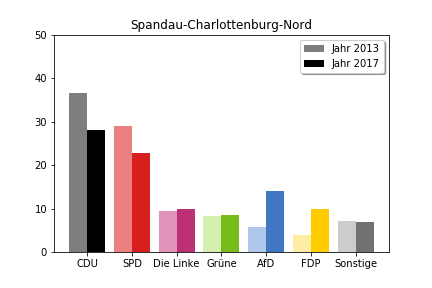 Spandau-Charlottenburg-Nord
Jahr 2013
Jahr 2017
50
40
30
20
10
0
CDU SPD Die Linke Grüne AfD FDP Sonstige